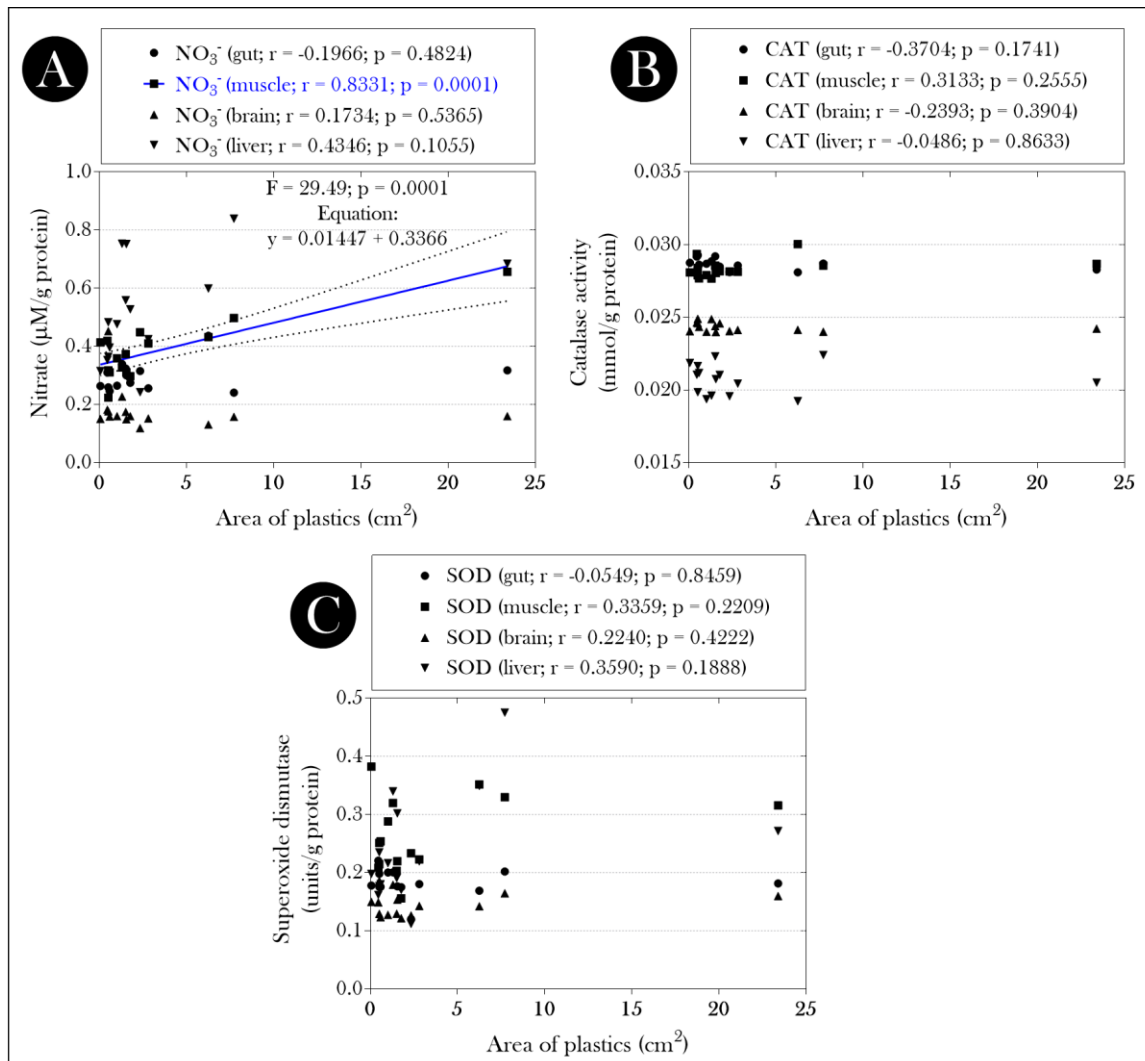 A
NO₃⁻ (gut; r = -0.1966; p = 0.4824)
NO₃⁻ (muscle; r = 0.8331; p = 0.0001)
NO₃⁻ (brain; r = 0.1734; p = 0.5365)
NO₃⁻ (liver; r = 0.4346; p = 0.1055)
F = 29.49; p = 0.0001
Equation:
y = 0.01447 + 0.3366
Nitrate (µM/g protein)
1.0
0.8
0.6
0.4
0.2
0.0
0 5 10 15 20 25
Area of plastics (cm²)
B
CAT (gut; r = -0.3704; p = 0.1741)
CAT (muscle; r = 0.3133; p = 0.2555)
CAT (brain; r = -0.2393; p = 0.3904)
CAT (liver; r = -0.0486; p = 0.8633)
Catalase activity
(mmol/g protein)
0.035
0.030
0.025
0.020
0.015
0 5 10 15 20 25
Area of plastics (cm²)
C
SOD (gut; r = -0.0549; p = 0.8459)
SOD (muscle; r = 0.3359; p = 0.2209)
SOD (brain; r = 0.2240; p = 0.4222)
SOD (liver; r = 0.3590; p = 0.1888)
Superoxide dismutase
(units/g protein)
0.5
0.4
0.3
0.2
0.1
0.0
0 5 10 15 20 25
Area of plastics (cm²)